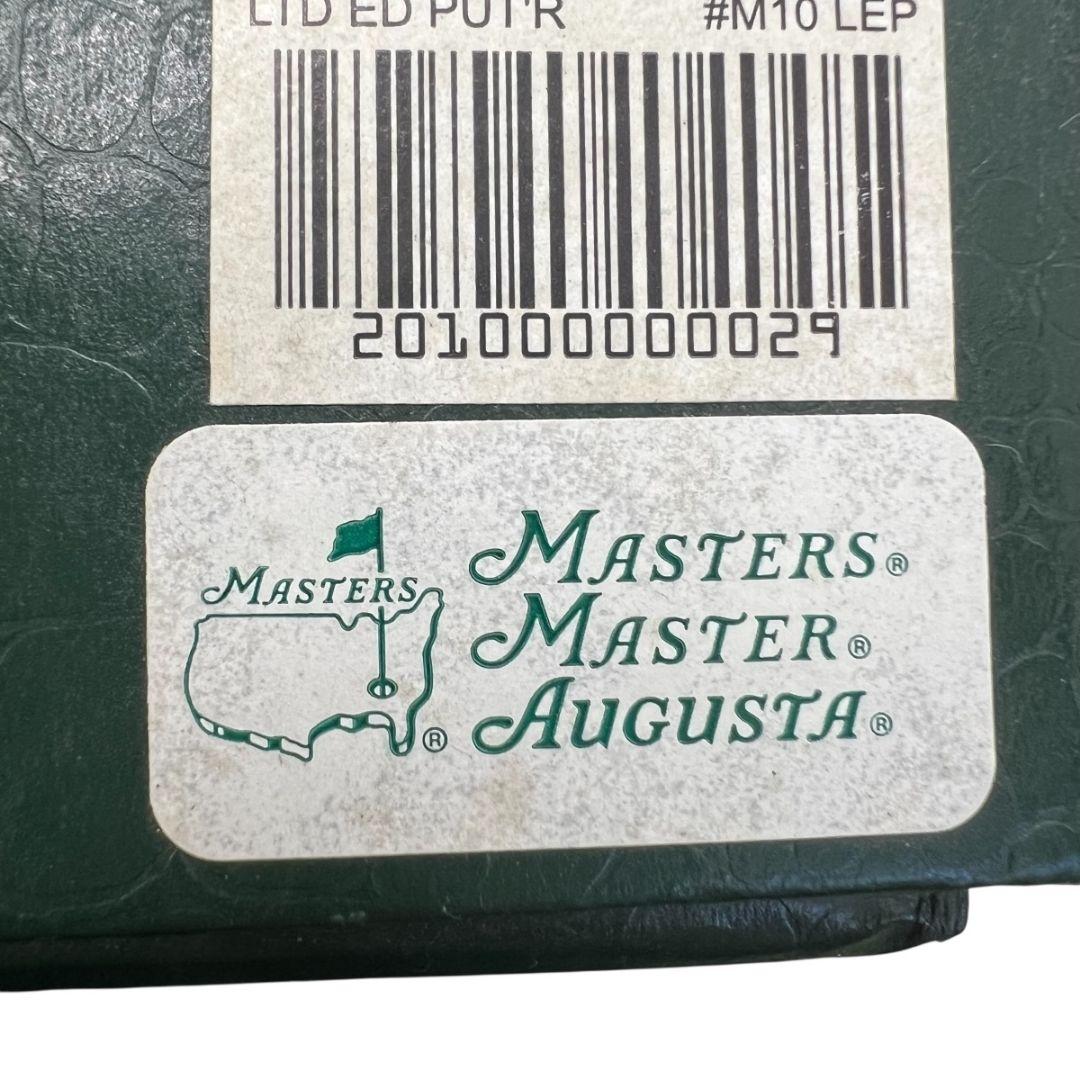 LTD ED PUT'R #M10 LEP
201000000029
MASTERS
®
MASTERS®
MASTER®
AUGUSTA®